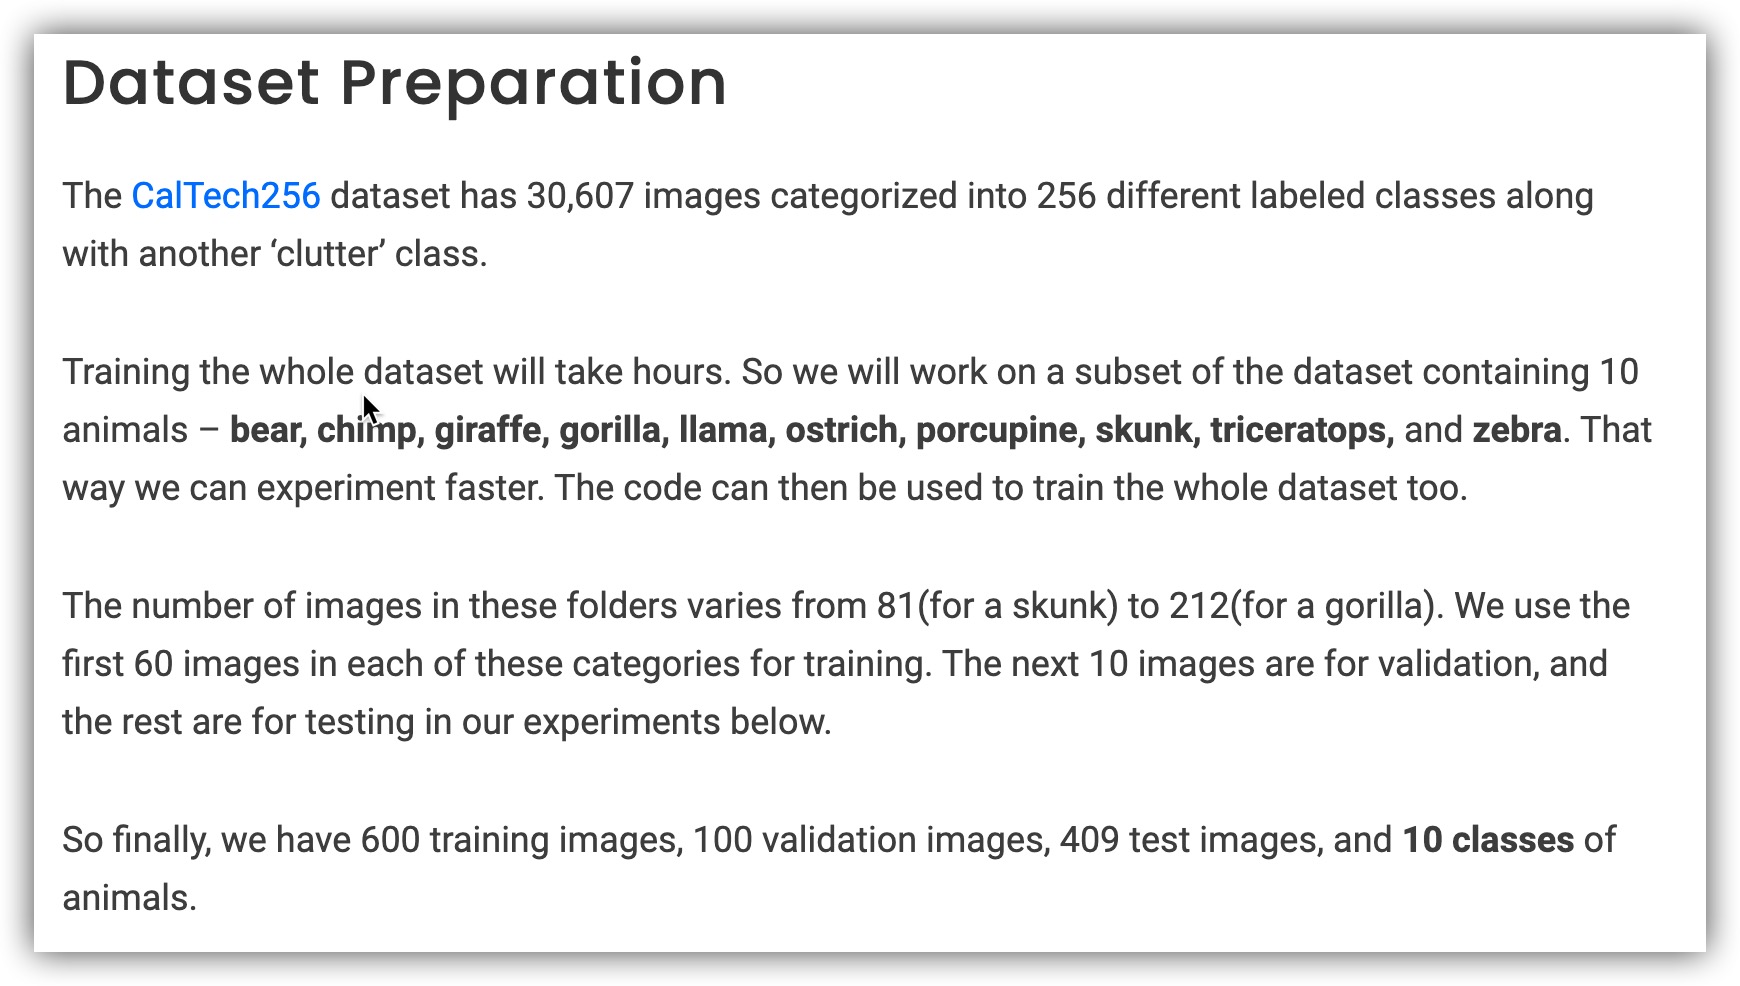 Dataset Preparation
The CalTech256 dataset has 30,607 images categorized into 256 different labeled classes along
with another ‘clutter’ class.
Training the whole dataset will take hours. So we will work on a subset of the dataset containing 10
animals – bear, chimp, giraffe, gorilla, llama, ostrich, porcupine, skunk, triceratops, and zebra. That
way we can experiment faster. The code can then be used to train the whole dataset too.
The number of images in these folders varies from 81(for a skunk) to 212(for a gorilla). We use the
first 60 images in each of these categories for training. The next 10 images are for validation, and
the rest are for testing in our experiments below.
So finally, we have 600 training images, 100 validation images, 409 test images, and 10 classes of
animals.